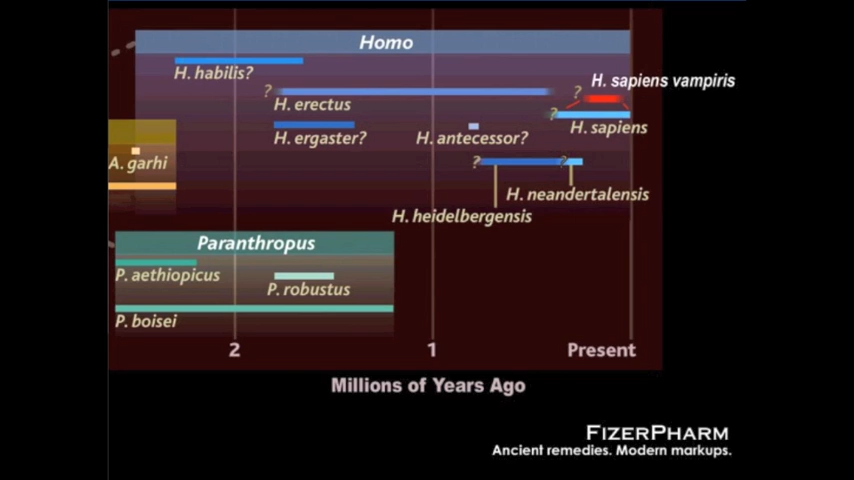 Homo
H. habilis?
H. sapiens vampiris
?
?
H. erectus
?
H. sapiens
H. ergaster?
H. antecessor?
A. garhi
?
?
H. neandertalensis
H. heidelbergensis
Paranthropus
P. aethiopicus
P. robustus
P. boisei
2 1 Present
Millions of Years Ago
FIZERPHARM
Ancient remedies. Modern markups.